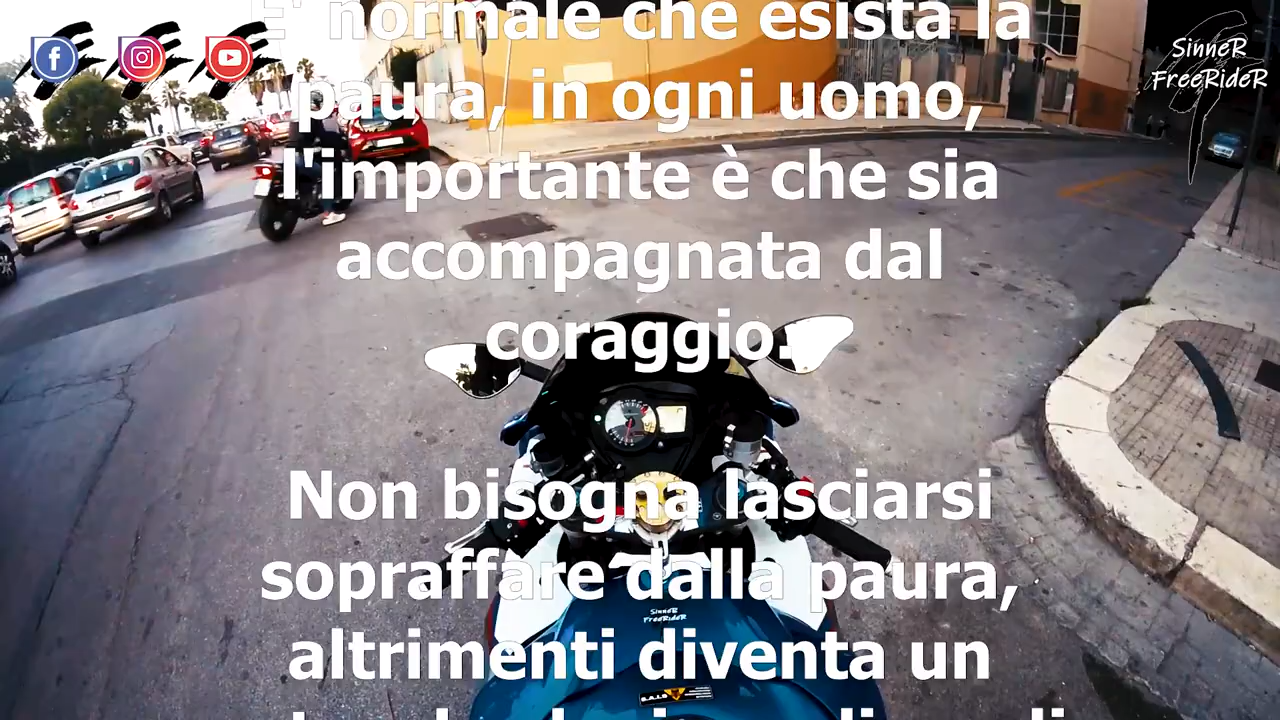 E' normale che esista la
paura, in ogni uomo,
l'importante è che sia
accompagnata dal
coraggio.
Non bisogna lasciarsi
sopraffare dalla paura,
altrimenti diventa un
SinneR
FreeRideR
SinneR
FreeRideR